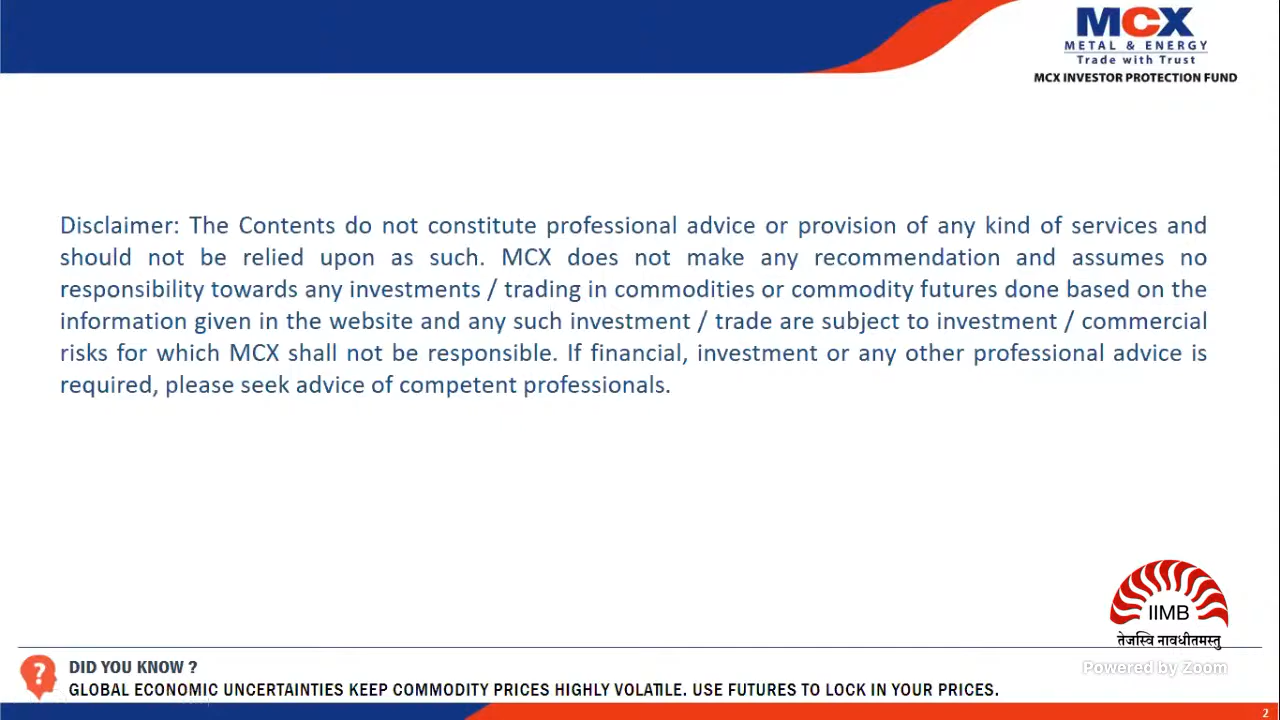 MCX
METAL & ENERGY
Trade with Trust
MCX INVESTOR PROTECTION FUND
Disclaimer: The Contents do not constitute professional advice or provision of any kind of services and
should not be relied upon as such. MCX does not make any recommendation and assumes no
responsibility towards any investments / trading in commodities or commodity futures done based on the
information given in the website and any such investment / trade are subject to investment / commercial
risks for which MCX shall not be responsible. If financial, investment or any other professional advice is
required, please seek advice of competent professionals.
IIMB
तेजस्वि नावधीतमस्तु
Powered by Zoom
?
DID YOU KNOW ?
GLOBAL ECONOMIC UNCERTAINTIES KEEP COMMODITY PRICES HIGHLY VOLATILE. USE FUTURES TO LOCK IN YOUR PRICES.
2